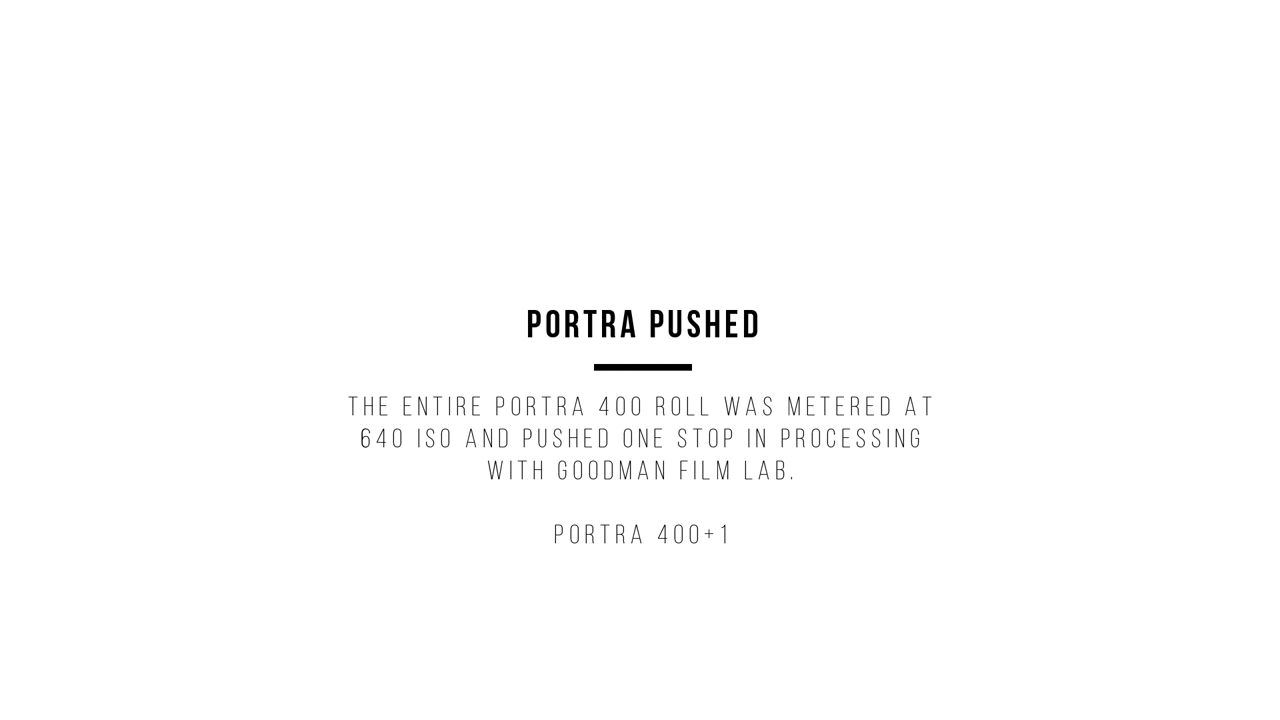 PORTRA PUSHED
THE ENTIRE PORTRA 400 ROLL WAS METERED AT
640 ISO AND PUSHED ONE STOP IN PROCESSING
WITH GOODMAN FILM LAB.
PORTRA 400+1